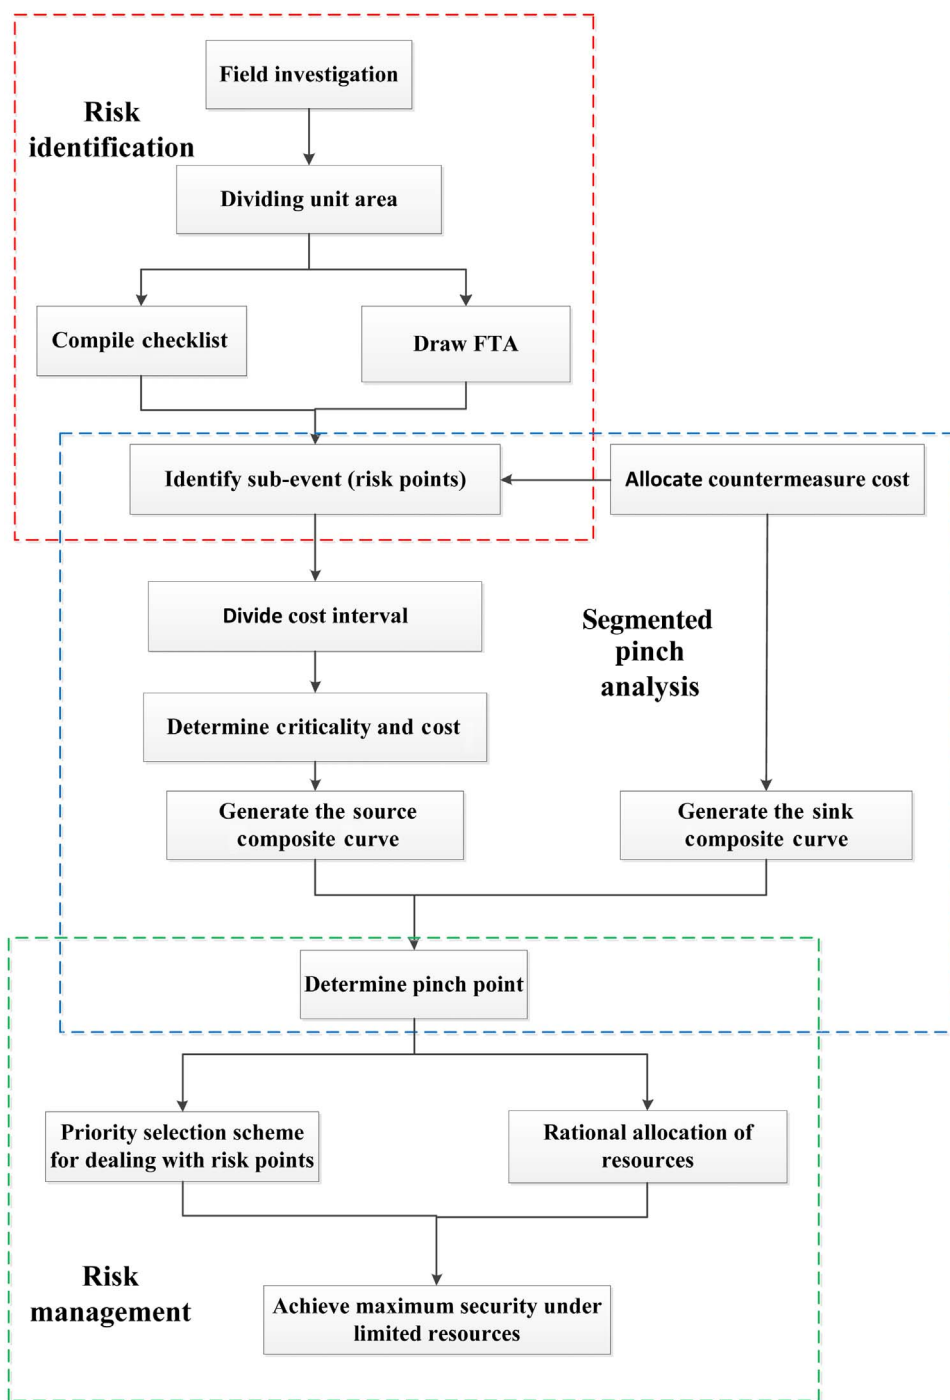 Field investigation
Risk
identification
Dividing unit area
Compile checklist
Draw FTA
Identify sub-event (risk points)
Allocate countermeasure cost
Divide cost interval
Segmented
pinch
analysis
Determine criticality and cost
Generate the source
composite curve
Generate the sink
composite curve
Determine pinch point
Priority selection scheme
for dealing with risk points
Rational allocation of
resources
Risk
management
Achieve maximum security under
limited resources